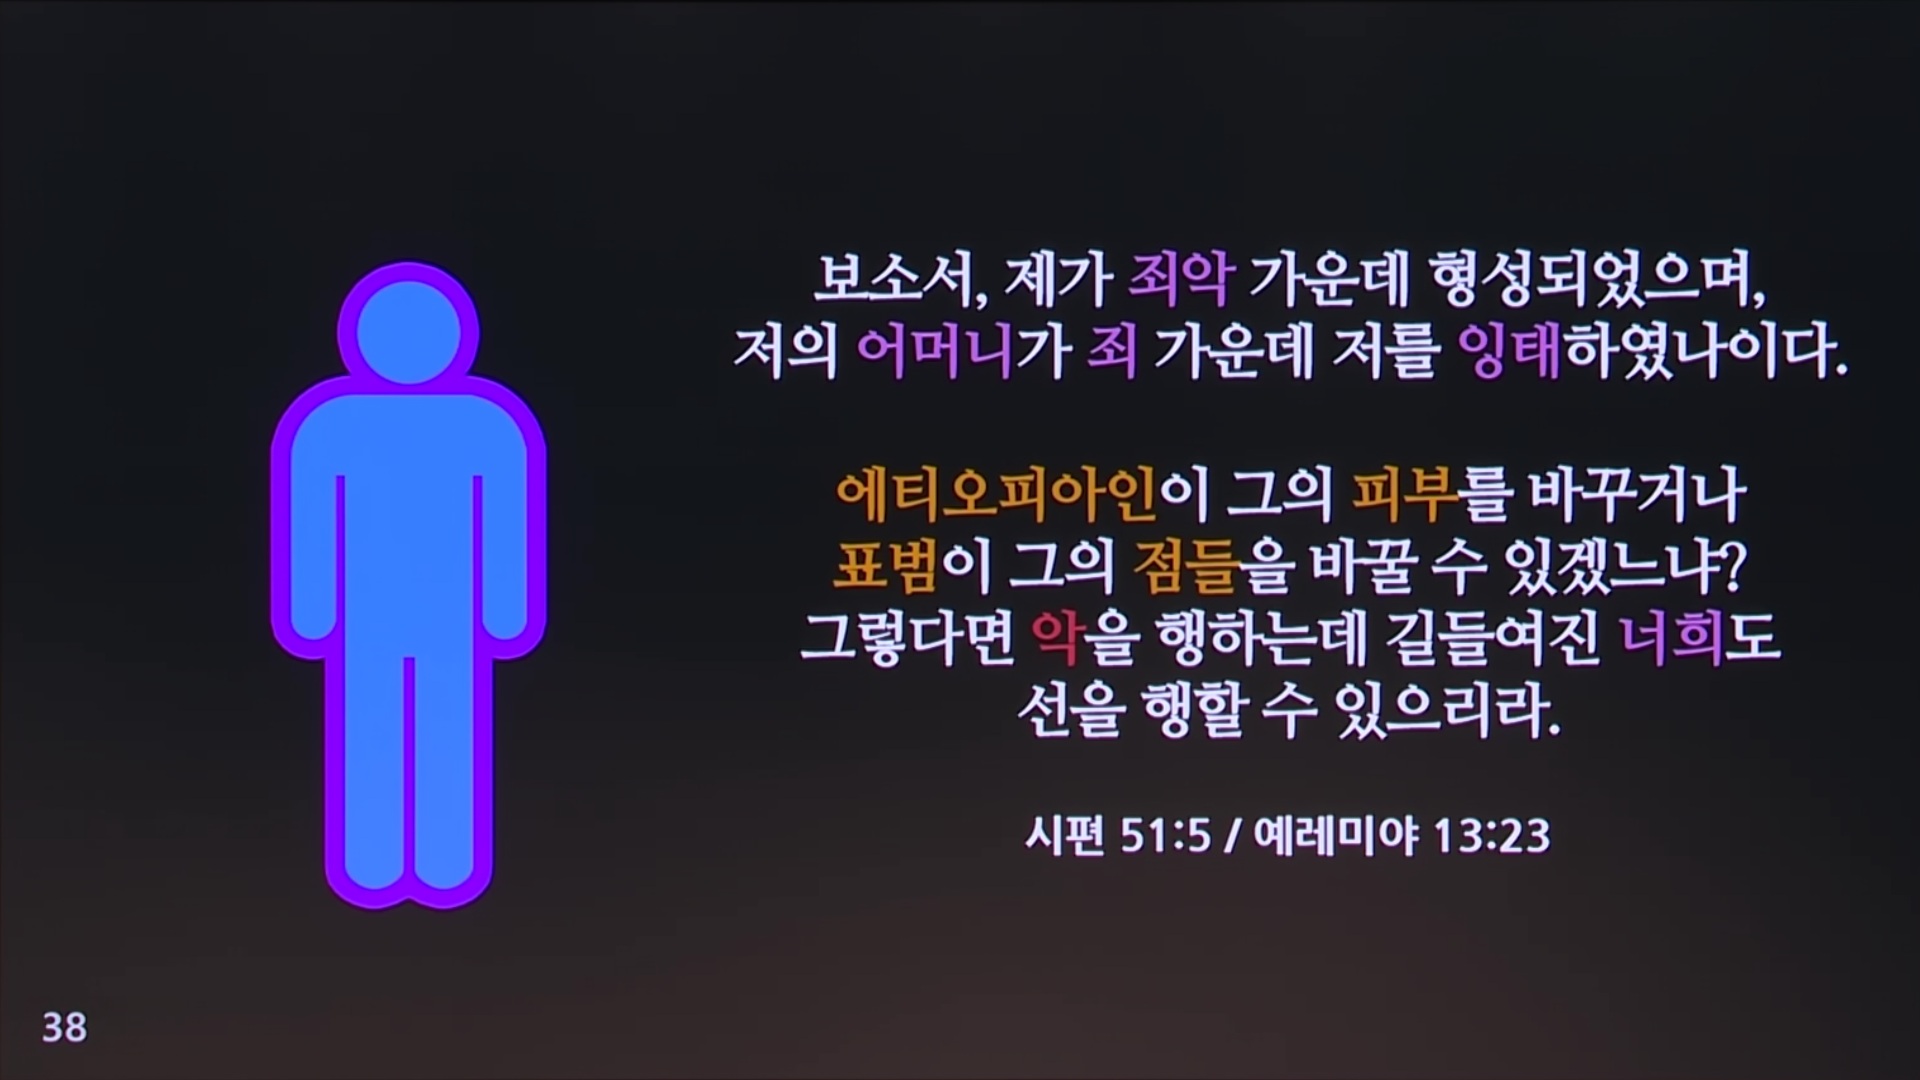 보소서, 제가 죄악 가운데 형성되었으며,
저의 어머니가 죄 가운데 저를 잉태하였나이다.
에티오피아인이 그의 피부를 바꾸거나
표범이 그의 점들을 바꿀 수 있겠느냐?
그렇다면 악을 행하는데 길들여진 너희도
선을 행할 수 있으리라.
시편 51:5 / 예레미야 13:23
38